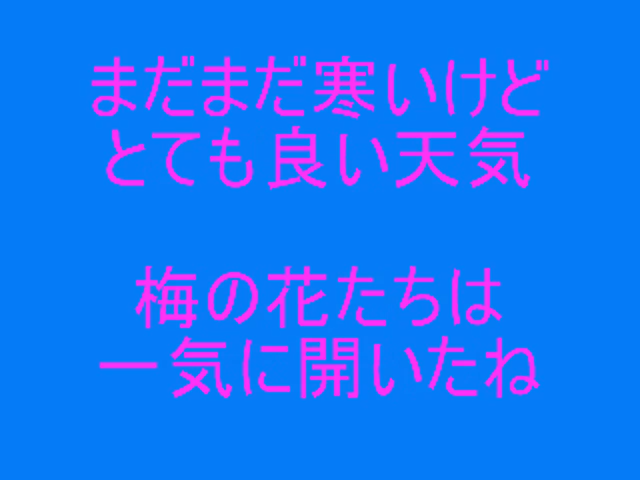 まだまだ寒いけど
とても良い天気
梅の花たちは
一気に開いたね